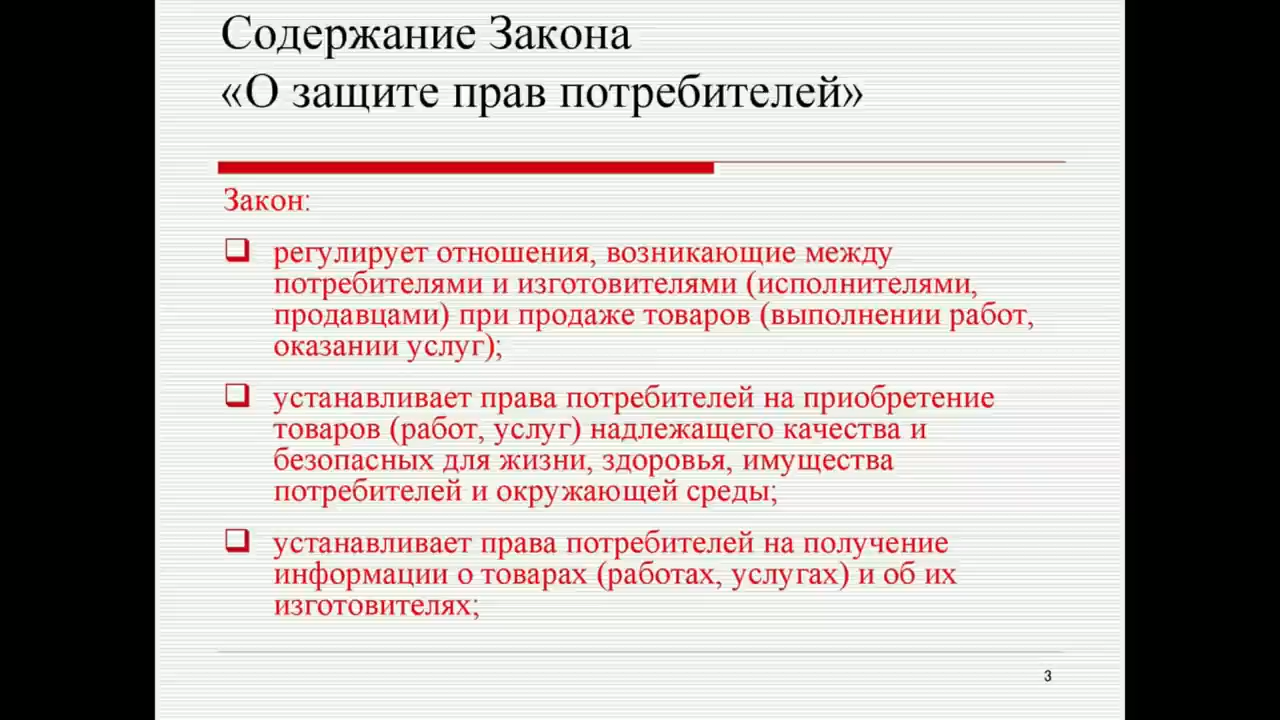 Содержание Закона
«О защите прав потребителей»
Закон:
регулирует отношения, возникающие между
потребителями и изготовителями (исполнителями,
продавцами) при продаже товаров (выполнении работ,
оказании услуг);
устанавливает права потребителей на приобретение
товаров (работ, услуг) надлежащего качества и
безопасных для жизни, здоровья, имущества
потребителей и окружающей среды;
устанавливает права потребителей на получение
информации о товарах (работах, услугах) и об их
изготовителях;
3